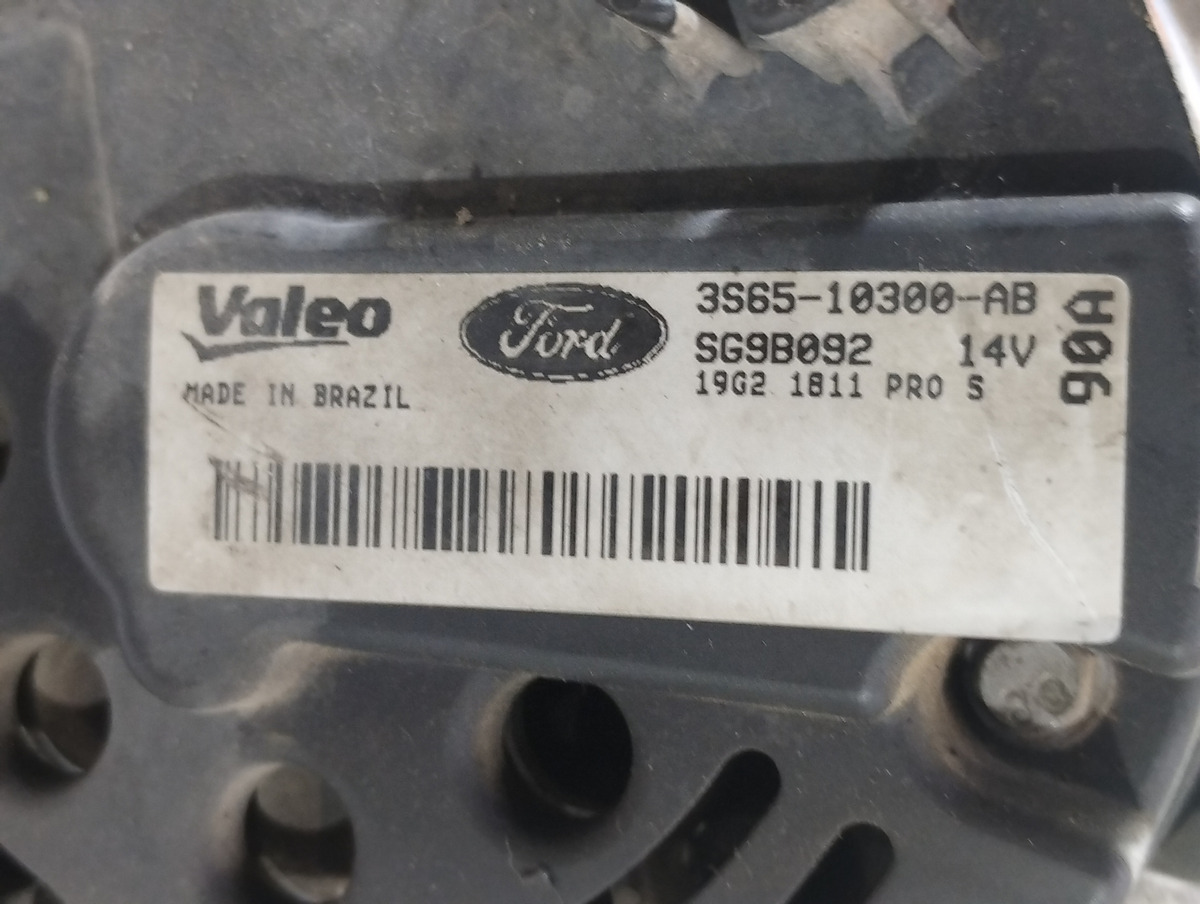 Valeo
MADE IN BRAZIL
Ford
3S65-10300-AB
SG9B092 14V
19G2 1811 PRO S
90A